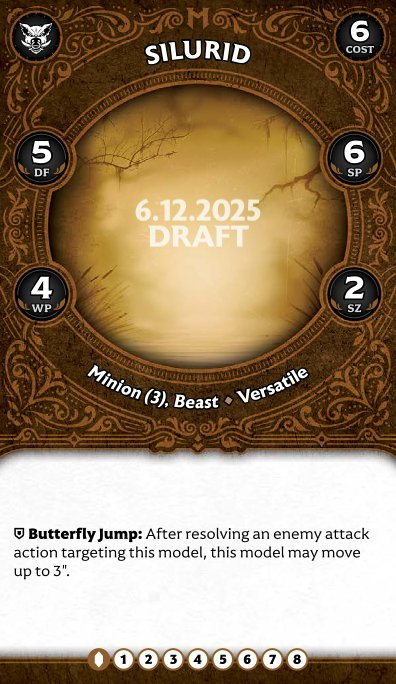 SILURID
6
COST
5
DF
6
SP
6.12.2025
DRAFT
4
WP
2
SZ
Minion (3), Beast • Versatile
Butterfly Jump: After resolving an enemy attack
action targeting this model, this model may move
up to 3".
1 2 3 4 5 6 7 8